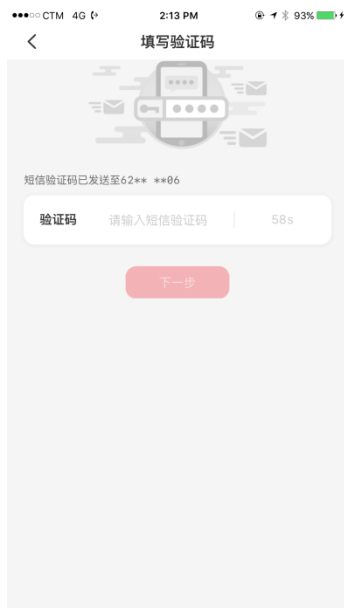 CTM 4G 2:13 PM 93%
填写验证码
短信验证码已发送至62** **06
验证码 请输入短信验证码 58s
下一步